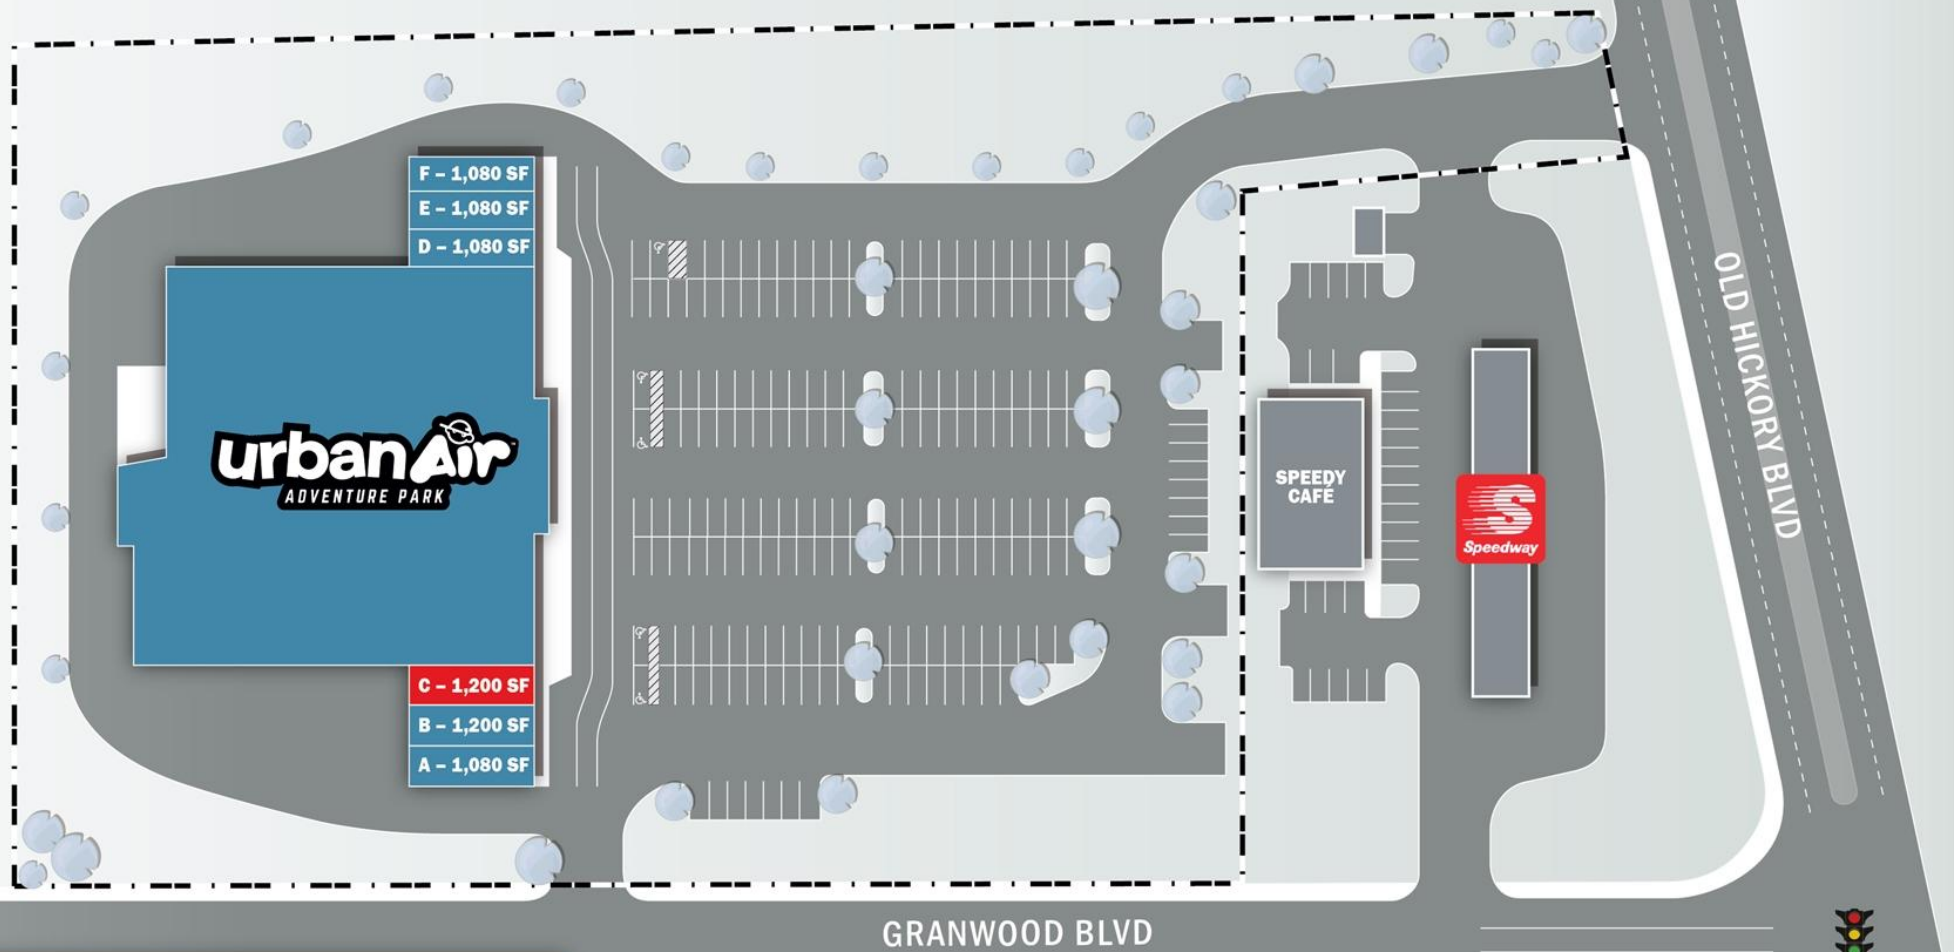 F – 1,080 SF
E – 1,080 SF
D – 1,080 SF
urbanAir
ADVENTURE PARK
C – 1,200 SF
B – 1,200 SF
A – 1,080 SF
SPEEDY
CAFÉ
S
Speedway
OLD HICKORY BLVD
GRANWOOD BLVD